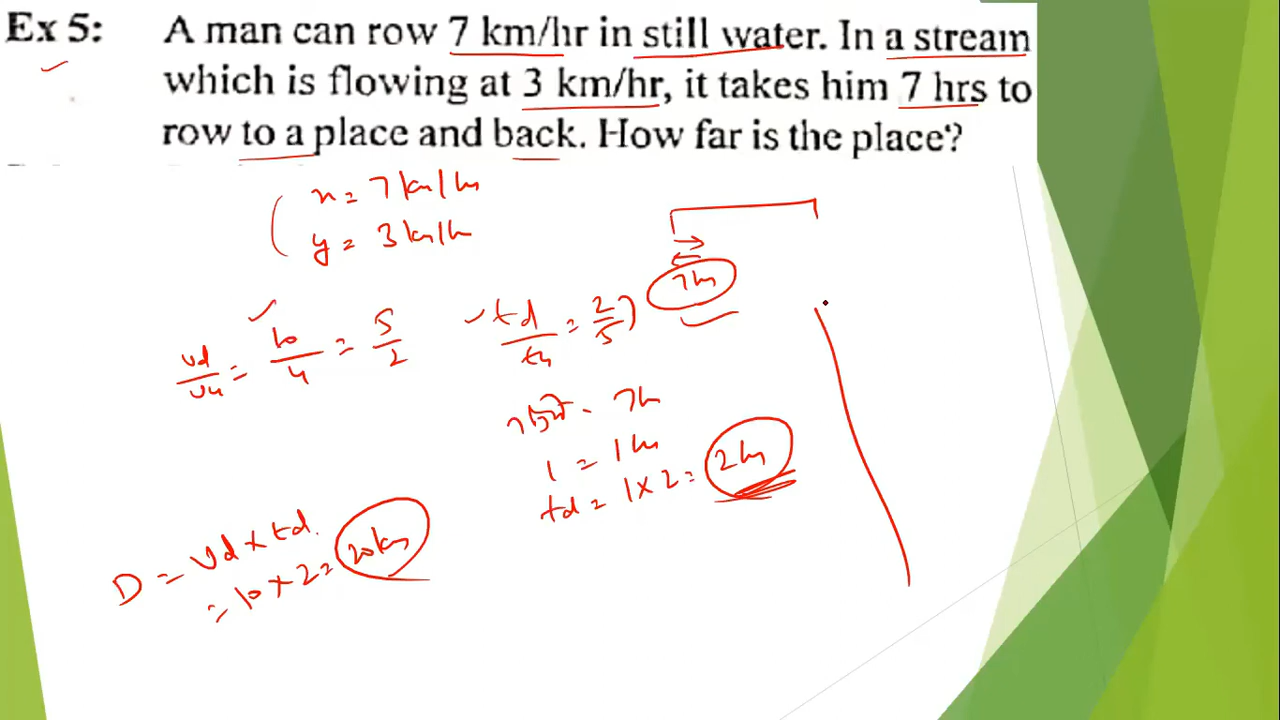 Ex 5: A man can row 7 km/hr in still water. In a stream
which is flowing at 3 km/hr, it takes him 7 hrs to
row to a place and back. How far is the place?
x = 7 km/h
y = 3 km/h
7h
vd/vu = 10/4 = 5/2
td/tu = 2/5
7 = 7h
1 = 1h
td = 1 × 2 = 2h
D = vd × td.
= 10 × 2 = 20km